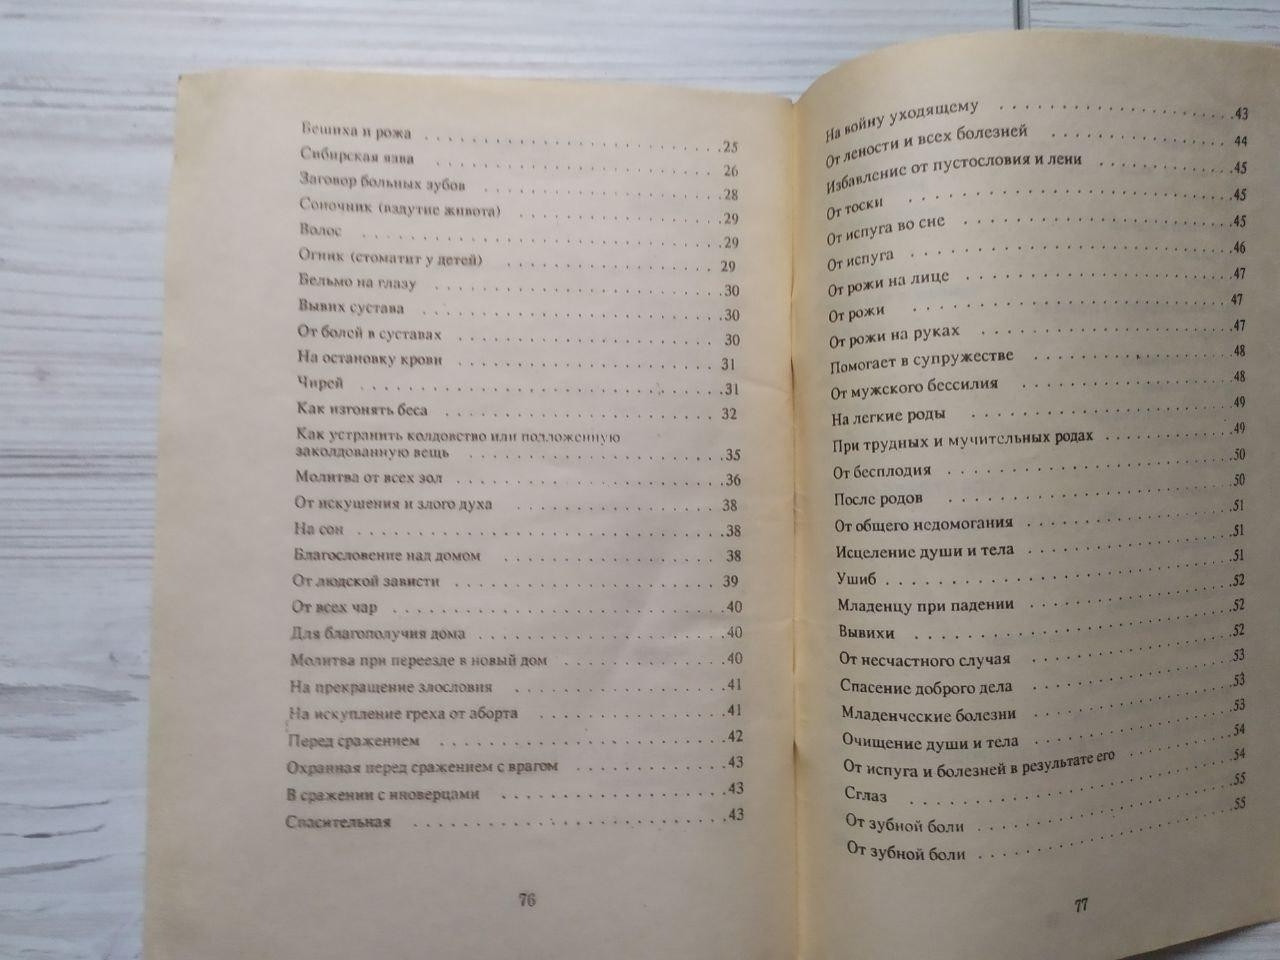 Бешиха и рожа . . . . . . . . . . . . . . . . . . . . .25
Сибирская язва . . . . . . . . . . . . . . . . . . . . 26
Заговор больных зубов . . . . . . . . . . . . . . . . .28
Соночник (вздутие живота) . . . . . . . . . . . . . . .29
Волос . . . . . . . . . . . . . . . . . . . . . . . . .29
Огник (стоматит у детей) . . . . . . . . . . . . . . . 29
Бельмо на глазу . . . . . . . . . . . . . . . . . . . .30
Вывих сустава . . . . . . . . . . . . . . . . . . . . .30
От болей в суставах . . . . . . . . . . . . . . . . . . 30
На остановку крови . . . . . . . . . . . . . . . . . . 31
Чирей . . . . . . . . . . . . . . . . . . . . . . . . .31
Как изгонять беса . . . . . . . . . . . . . . . . . . . 32
Как устранить колдовство или подложенную
заколдованную вещь . . . . . . . . . . . . . . . . . . .35
Молитва от всех зол . . . . . . . . . . . . . . . . . .36
От искушения и злого духа . . . . . . . . . . . . . . . 38
На сон . . . . . . . . . . . . . . . . . . . . . . . . .38
Благословение над домом . . . . . . . . . . . . . . . . 38
От людской зависти . . . . . . . . . . . . . . . . . . 39
От всех чар . . . . . . . . . . . . . . . . . . . . . .40
Для благополучия дома . . . . . . . . . . . . . . . . .40
Молитва при переезде в новый дом . . . . . . . . . . . .40
На прекращение злословия . . . . . . . . . . . . . . . .41
На искупление греха от аборта . . . . . . . . . . . . .41
Перед сражением . . . . . . . . . . . . . . . . . . . .42
Охранная перед сражением с врагом . . . . . . . . . . .43
В сражении с иноверцами . . . . . . . . . . . . . . . .43
Спасительная . . . . . . . . . . . . . . . . . . . . . .43
76
На войну уходящему . . . . . . . . . . . . . . . . . . .43
От лености и всех болезней . . . . . . . . . . . . . . 44
Избавление от пустословия и лени . . . . . . . . . . . .45
От тоски . . . . . . . . . . . . . . . . . . . . . . . .45
От испуга во сне . . . . . . . . . . . . . . . . . . . .45
От испуга . . . . . . . . . . . . . . . . . . . . . . .46
От рожи на лице . . . . . . . . . . . . . . . . . . . .47
От рожи . . . . . . . . . . . . . . . . . . . . . . . . 47
От рожи на руках . . . . . . . . . . . . . . . . . . . .47
Помогает в супружестве . . . . . . . . . . . . . . . . .48
От мужского бессилия . . . . . . . . . . . . . . . . . .48
На легкие роды . . . . . . . . . . . . . . . . . . . . .49
При трудных и мучительных родах . . . . . . . . . . . .49
От бесплодия . . . . . . . . . . . . . . . . . . . . . .50
После родов . . . . . . . . . . . . . . . . . . . . . .50
От общего недомогания . . . . . . . . . . . . . . . . .51
Исцеление души и тела . . . . . . . . . . . . . . . . .51
Ушиб . . . . . . . . . . . . . . . . . . . . . . . . . .51
Младенцу при падении . . . . . . . . . . . . . . . . . .52
Вывихи . . . . . . . . . . . . . . . . . . . . . . . . .52
От несчастного случая . . . . . . . . . . . . . . . . .52
Спасение доброго дела . . . . . . . . . . . . . . . . .53
Младенческие болезни . . . . . . . . . . . . . . . . . .53
Очищение души и тела . . . . . . . . . . . . . . . . . .53
От испуга и болезней в результате его . . . . . . . . .54
Сглаз . . . . . . . . . . . . . . . . . . . . . . . . .54
От зубной боли . . . . . . . . . . . . . . . . . . . . .55
От зубной боли . . . . . . . . . . . . . . . . . . . . .55
77